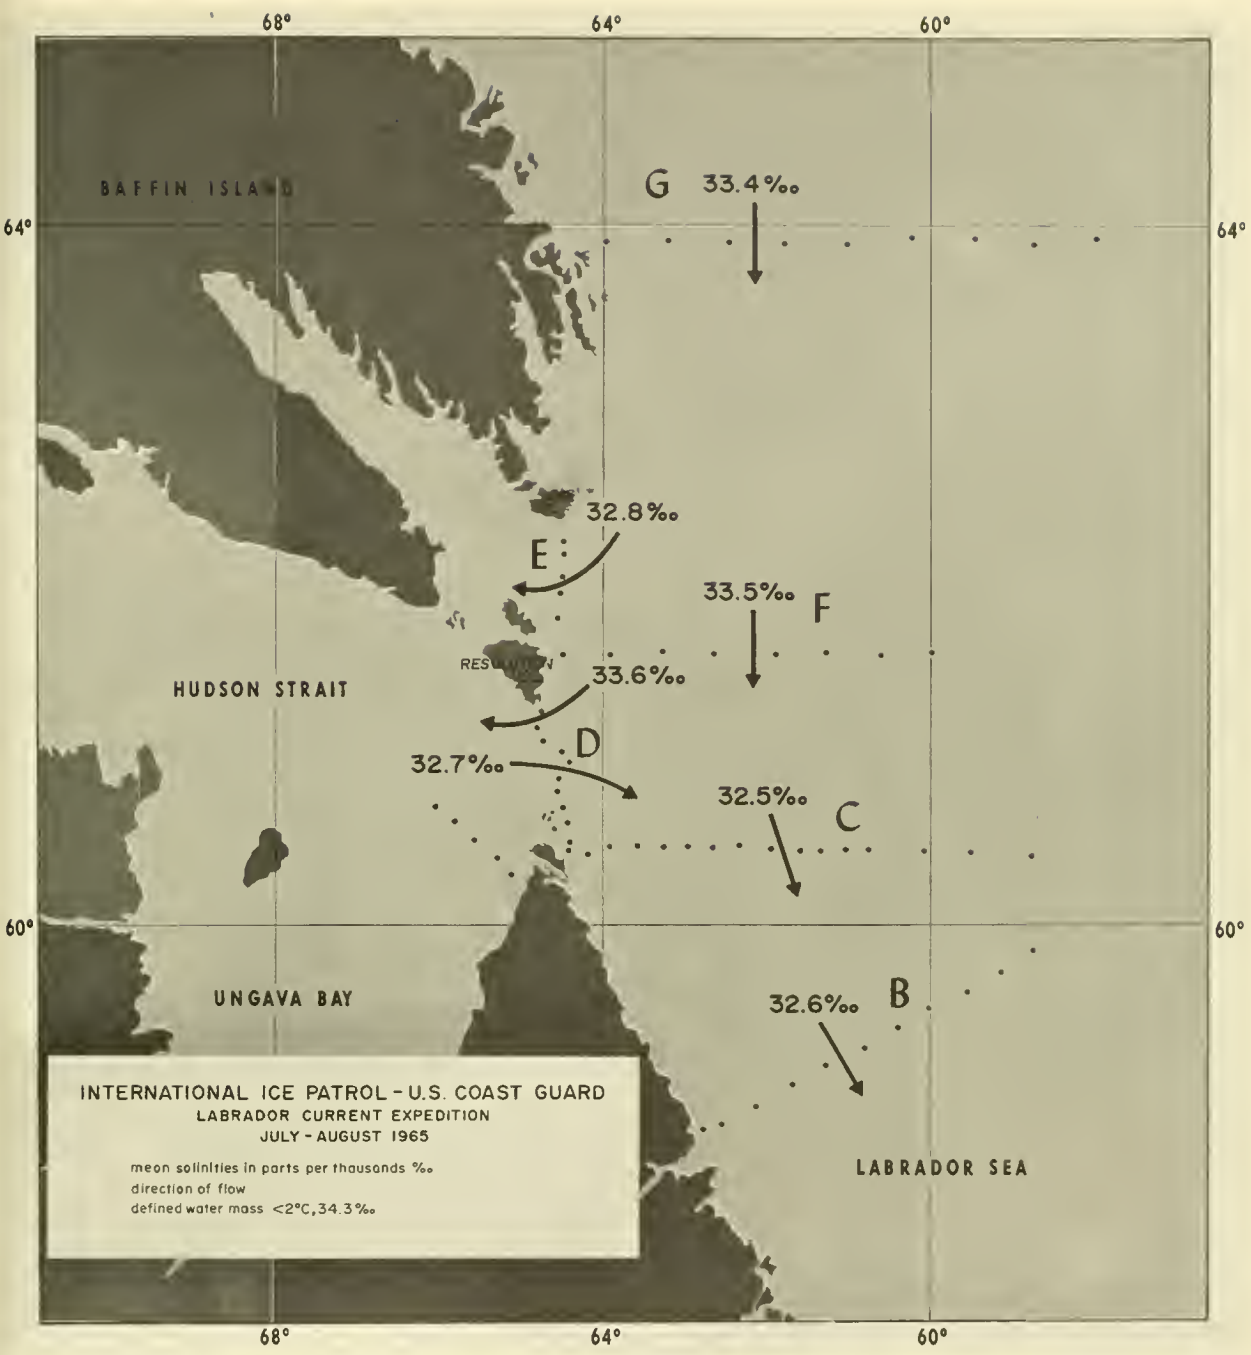 68° 64° 60°
BAFFIN ISLAND
G 33.4‰
64° 64°
32.8‰
E
33.5‰ F
RESOLUTION
33.6‰
HUDSON STRAIT
D
32.7‰
32.5‰ C
60° 60°
UNGAVA BAY
B
32.6‰
INTERNATIONAL ICE PATROL - U.S. COAST GUARD
LABRADOR CURRENT EXPEDITION
JULY - AUGUST 1965
mean salinities in parts per thousands ‰
direction of flow
defined water mass <2°C, 34.3‰
LABRADOR SEA
68° 64° 60°